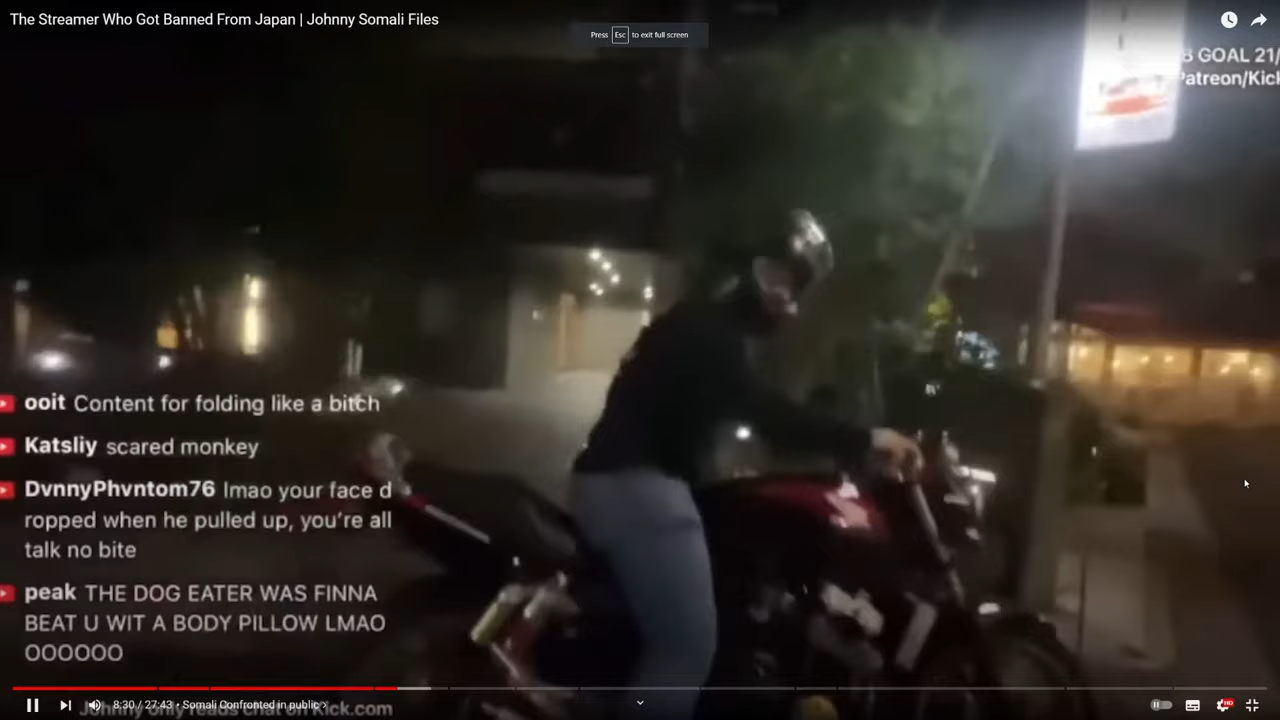 The Streamer Who Got Banned From Japan | Johnny Somali Files
Press Esc to exit full screen
B GOAL 21/
Patreon/Kick
ooit Content for folding like a bitch
Katsliy scared monkey
DvnnyPhvntom76 lmao your face d
ropped when he pulled up, you're all
talk no bite
peak THE DOG EATER WAS FINNA
BEAT U WIT A BODY PILLOW LMAO
OOOOOO
Johnny only reads chat on Kick.com
8:30 / 27:43 • Somali Confronted in public ›
HD